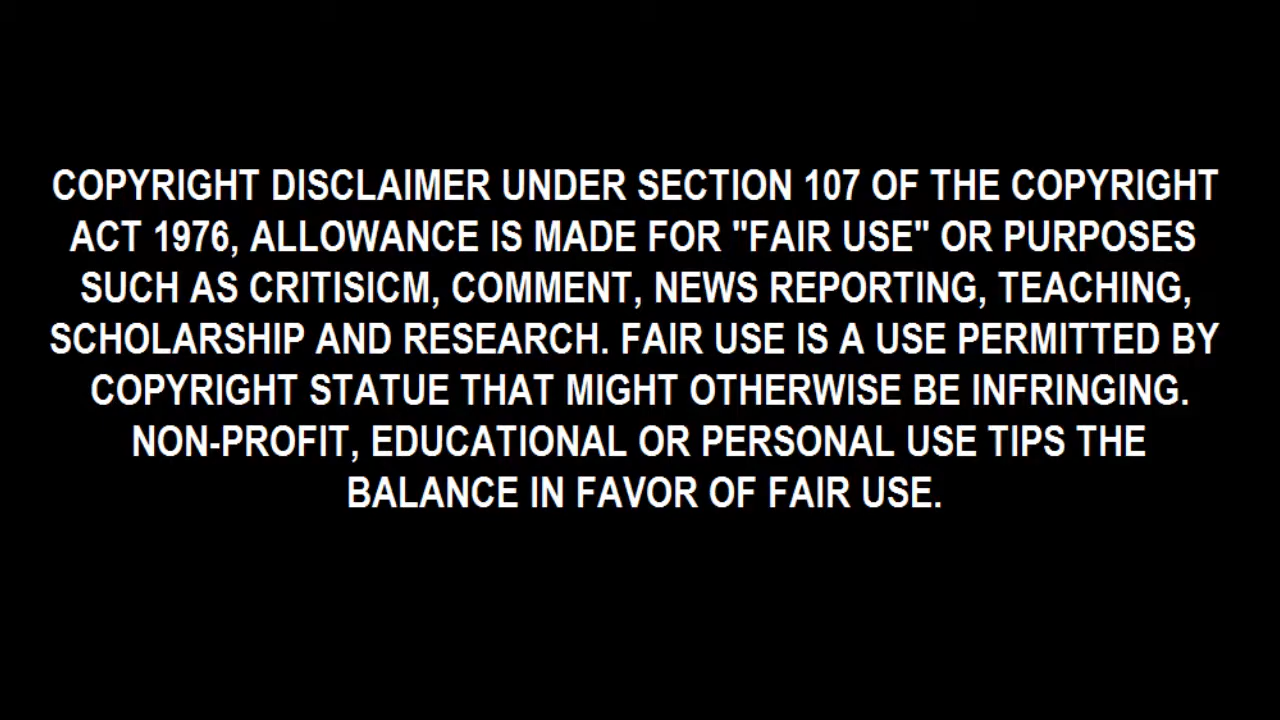 COPYRIGHT DISCLAIMER UNDER SECTION 107 OF THE COPYRIGHT
ACT 1976, ALLOWANCE IS MADE FOR "FAIR USE" OR PURPOSES
SUCH AS CRITISICM, COMMENT, NEWS REPORTING, TEACHING,
SCHOLARSHIP AND RESEARCH. FAIR USE IS A USE PERMITTED BY
COPYRIGHT STATUE THAT MIGHT OTHERWISE BE INFRINGING.
NON-PROFIT, EDUCATIONAL OR PERSONAL USE TIPS THE
BALANCE IN FAVOR OF FAIR USE.